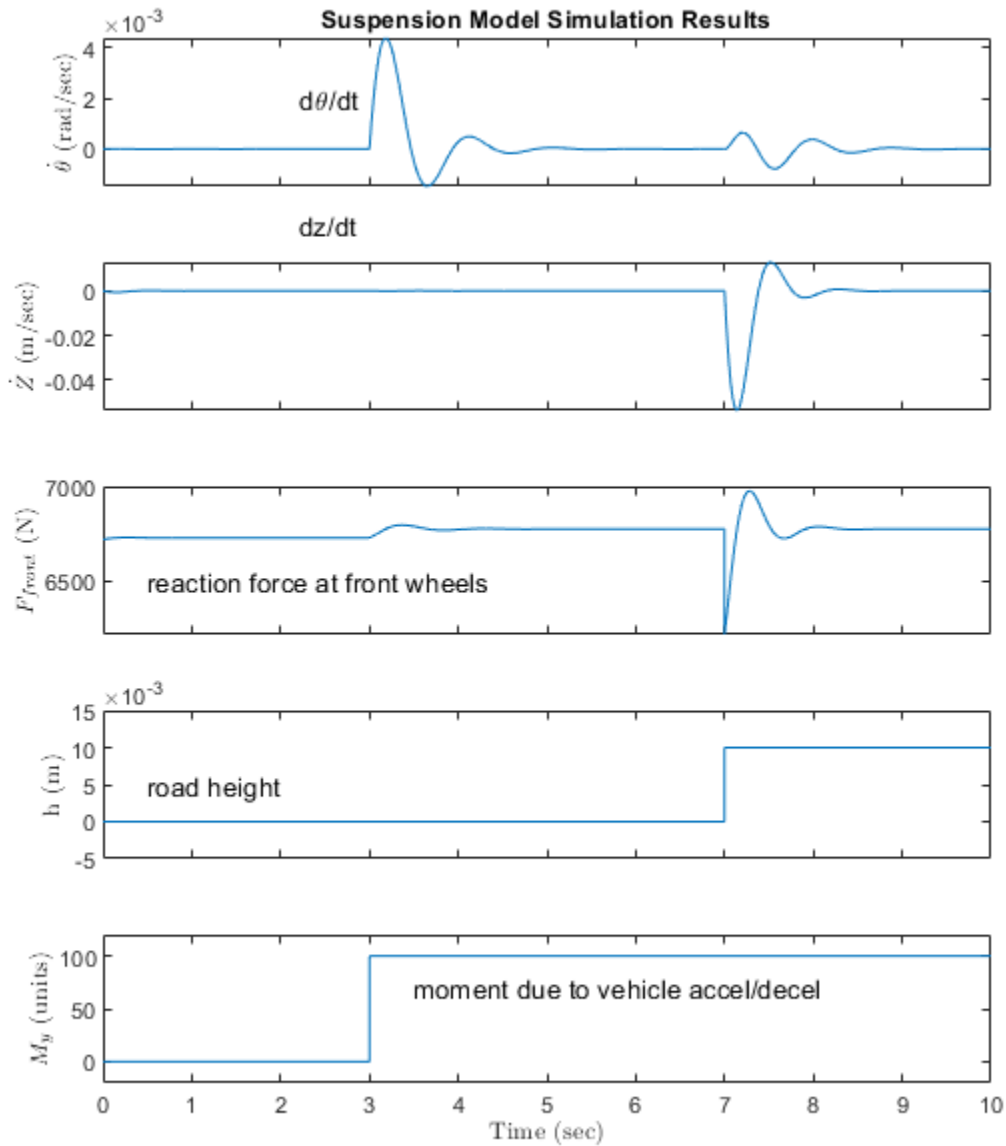 Suspension Model Simulation Results
×10⁻³
4
2
0
θ̇ (rad/sec)
dθ/dt
dz/dt
0
-0.02
-0.04
Ż (m/sec)
7000
6500
F_front (N)
reaction force at front wheels
×10⁻³
15
10
5
0
-5
h (m)
road height
100
50
0
M_y (units)
moment due to vehicle accel/decel
0 1 2 3 4 5 6 7 8 9 10
Time (sec)